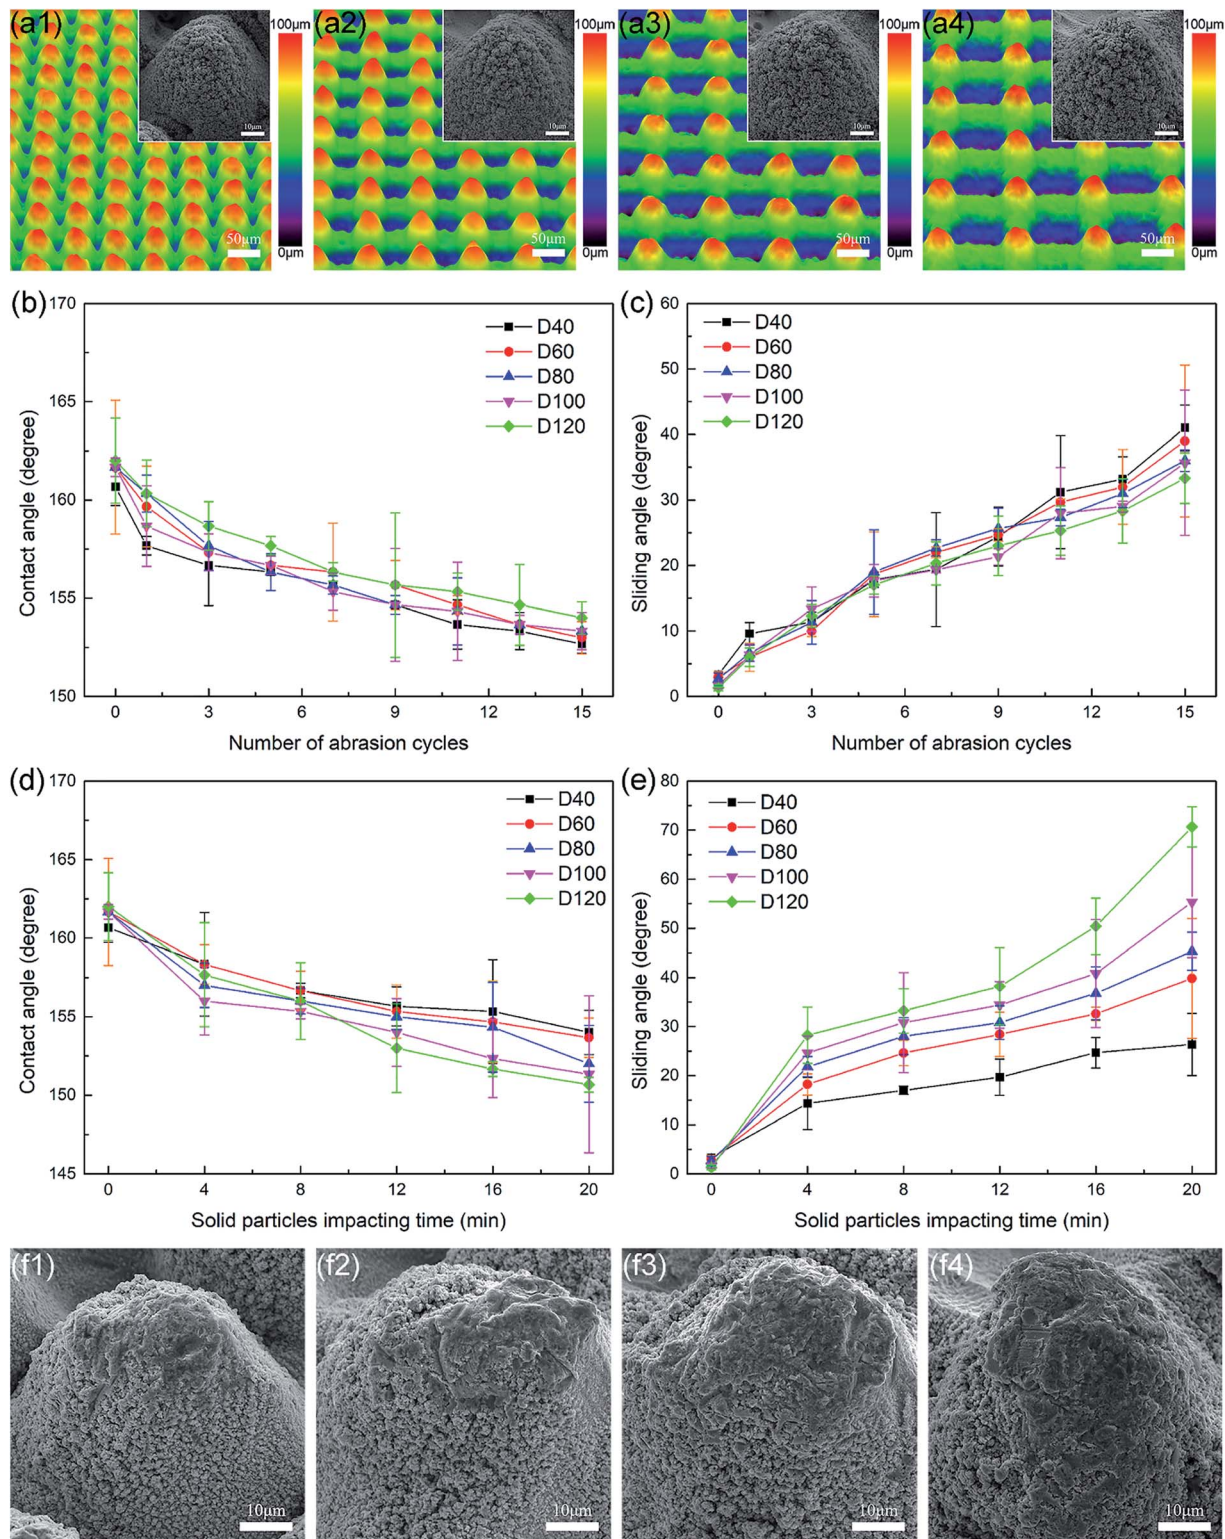 (a1)
100µm
10µm
50µm
0µm
(a2)
100µm
10µm
50µm
0µm
(a3)
100µm
10µm
50µm
0µm
(a4)
100µm
10µm
50µm
0µm
(b)
170
165
160
155
150
Contact angle (degree)
D40
D60
D80
D100
D120
0 3 6 9 12 15
Number of abrasion cycles
(c)
60
50
40
30
20
10
0
Sliding angle (degree)
D40
D60
D80
D100
D120
0 3 6 9 12 15
Number of abrasion cycles
(d)
170
165
160
155
150
145
Contact angle (degree)
D40
D60
D80
D100
D120
0 4 8 12 16 20
Solid particles impacting time (min)
(e)
80
70
60
50
40
30
20
10
0
Sliding angle (degree)
D40
D60
D80
D100
D120
0 4 8 12 16 20
Solid particles impacting time (min)
(f1)
10µm
(f2)
10µm
(f3)
10µm
(f4)
10µm